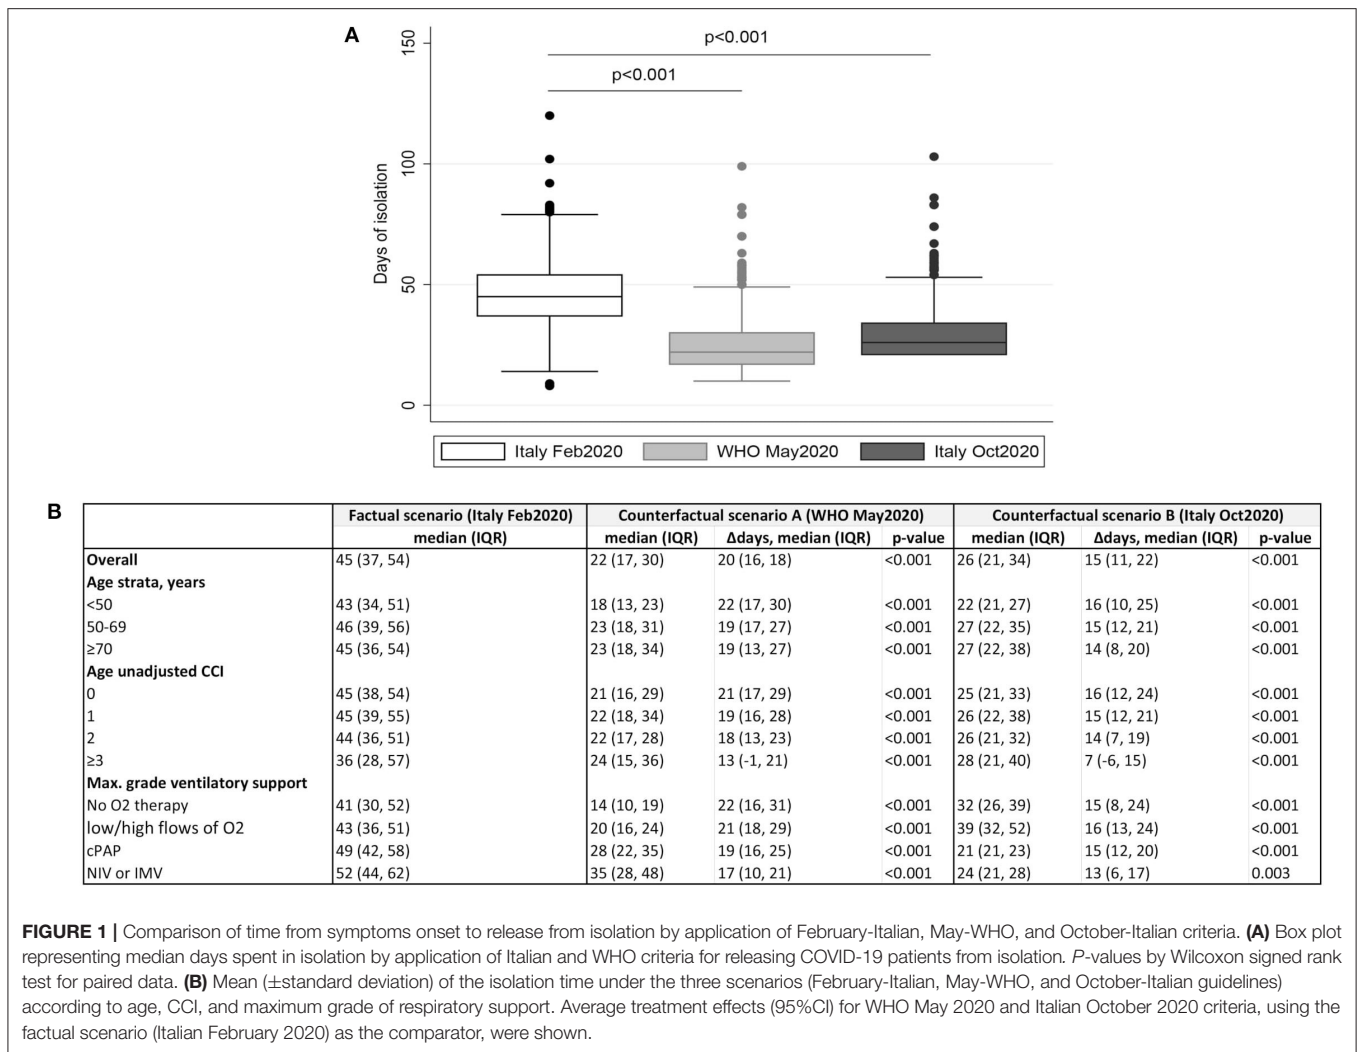 A
150
100
50
0
Days of isolation
p<0.001
p<0.001
Italy Feb2020 WHO May2020 Italy Oct2020
B
Factual scenario (Italy Feb2020) Counterfactual scenario A (WHO May2020) Counterfactual scenario B (Italy Oct2020)
median (IQR) median (IQR) Δdays, median (IQR) p-value median (IQR) Δdays, median (IQR) p-value
Overall 45 (37, 54) 22 (17, 30) 20 (16, 18) <0.001 26 (21, 34) 15 (11, 22) <0.001
Age strata, years
<50 43 (34, 51) 18 (13, 23) 22 (17, 30) <0.001 22 (21, 27) 16 (10, 25) <0.001
50-69 46 (39, 56) 23 (18, 31) 19 (17, 27) <0.001 27 (22, 35) 15 (12, 21) <0.001
≥70 45 (36, 54) 23 (18, 34) 19 (13, 27) <0.001 27 (22, 38) 14 (8, 20) <0.001
Age unadjusted CCI
0 45 (38, 54) 21 (16, 29) 21 (17, 29) <0.001 25 (21, 33) 16 (12, 24) <0.001
1 45 (39, 55) 22 (18, 34) 19 (16, 28) <0.001 26 (22, 38) 15 (12, 21) <0.001
2 44 (36, 51) 22 (17, 28) 18 (13, 23) <0.001 26 (21, 32) 14 (7, 19) <0.001
≥3 36 (28, 57) 24 (15, 36) 13 (-1, 21) <0.001 28 (21, 40) 7 (-6, 15) <0.001
Max. grade ventilatory support
No O2 therapy 41 (30, 52) 14 (10, 19) 22 (16, 31) <0.001 32 (26, 39) 15 (8, 24) <0.001
low/high flows of O2 43 (36, 51) 20 (16, 24) 21 (18, 29) <0.001 39 (32, 52) 16 (13, 24) <0.001
cPAP 49 (42, 58) 28 (22, 35) 19 (16, 25) <0.001 21 (21, 23) 15 (12, 20) <0.001
NIV or IMV 52 (44, 62) 35 (28, 48) 17 (10, 21) <0.001 24 (21, 28) 13 (6, 17) 0.003
FIGURE 1 | Comparison of time from symptoms onset to release from isolation by application of February-Italian, May-WHO, and October-Italian criteria. (A) Box plot
representing median days spent in isolation by application of Italian and WHO criteria for releasing COVID-19 patients from isolation. P-values by Wilcoxon signed rank
test for paired data. (B) Mean (±standard deviation) of the isolation time under the three scenarios (February-Italian, May-WHO, and October-Italian guidelines)
according to age, CCI, and maximum grade of respiratory support. Average treatment effects (95%CI) for WHO May 2020 and Italian October 2020 criteria, using the
factual scenario (Italian February 2020) as the comparator, were shown.